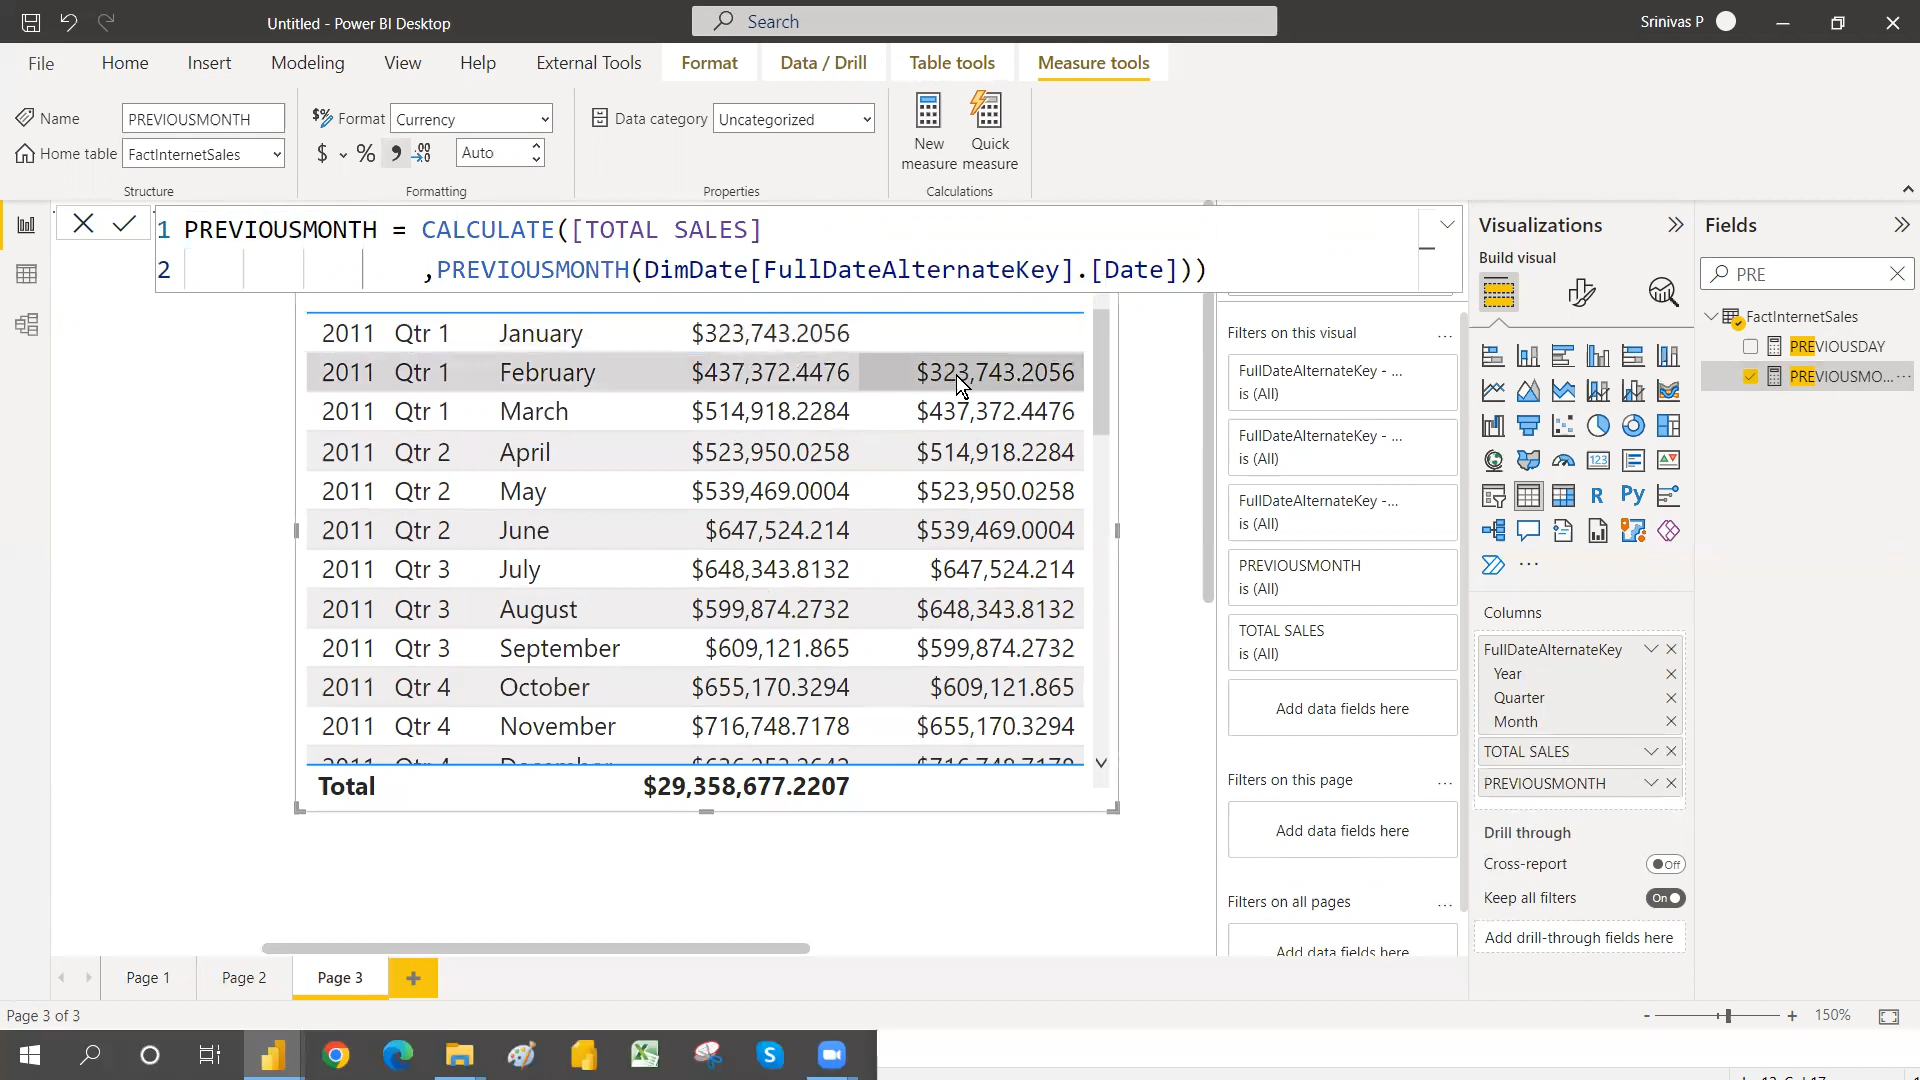 Untitled - Power BI Desktop
Search
Srinivas P
File
Home
Insert
Modeling
View
Help
External Tools
Format
Data / Drill
Table tools
Measure tools
Name
PREVIOUSMONTH
Format
Currency
Data category
Uncategorized
New measure
Quick measure
Home table
FactInternetSales
$
%
Auto
Structure
Formatting
Properties
Calculations
1 PREVIOUSMONTH = CALCULATE([TOTAL SALES]
2 ,PREVIOUSMONTH(DimDate[FullDateAlternateKey].[Date]))
2011 Qtr 1 January $323,743.2056
2011 Qtr 1 February $437,372.4476 $323,743.2056
2011 Qtr 1 March $514,918.2284 $437,372.4476
2011 Qtr 2 April $523,950.0258 $514,918.2284
2011 Qtr 2 May $539,469.0004 $523,950.0258
2011 Qtr 2 June $647,524.214 $539,469.0004
2011 Qtr 3 July $648,343.8132 $647,524.214
2011 Qtr 3 August $599,874.2732 $648,343.8132
2011 Qtr 3 September $609,121.865 $599,874.2732
2011 Qtr 4 October $655,170.3294 $609,121.865
2011 Qtr 4 November $716,748.7178 $655,170.3294
Total $29,358,677.2207
Filters on this visual ...
FullDateAlternateKey - ...
is (All)
FullDateAlternateKey - ...
is (All)
FullDateAlternateKey -...
is (All)
PREVIOUSMONTH
is (All)
TOTAL SALES
is (All)
Add data fields here
Filters on this page ...
Add data fields here
Filters on all pages ...
Add data fields here
Visualizations
Build visual
123
R
Py
...
Columns
FullDateAlternateKey
Year
Quarter
Month
TOTAL SALES
PREVIOUSMONTH
Drill through
Cross-report
Off
Keep all filters
On
Add drill-through fields here
Fields
PRE
FactInternetSales
PREVIOUSDAY
PREVIOUSMO... ...
Page 1
Page 2
Page 3
+
Page 3 of 3
- + 150%